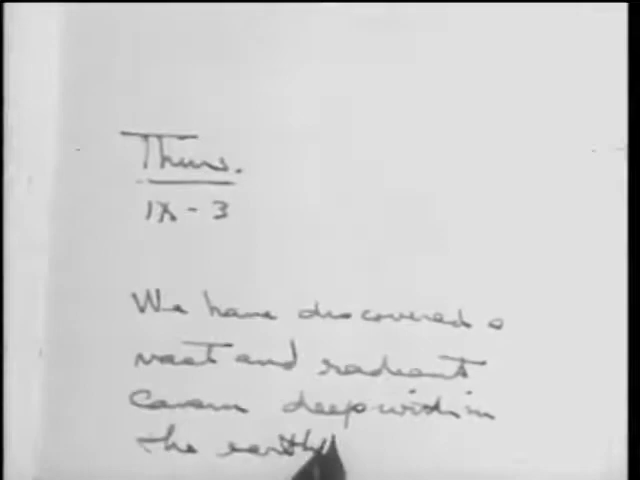 Thurs.
IX - 3
We have discovered a
vast and radiant
cavern deep within
the earth